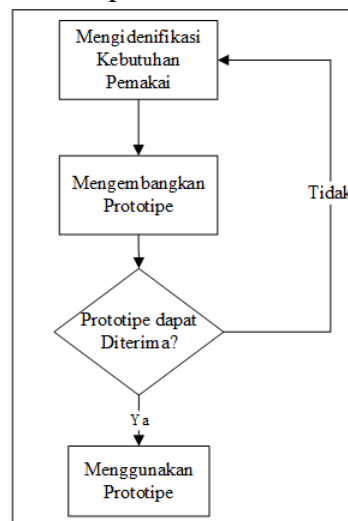 Mengidenifikasi
Kebutuhan
Pemakai
Mengembangkan
Prototipe
Tidak
Prototipe dapat
Diterima?
Ya
Menggunakan
Prototipe